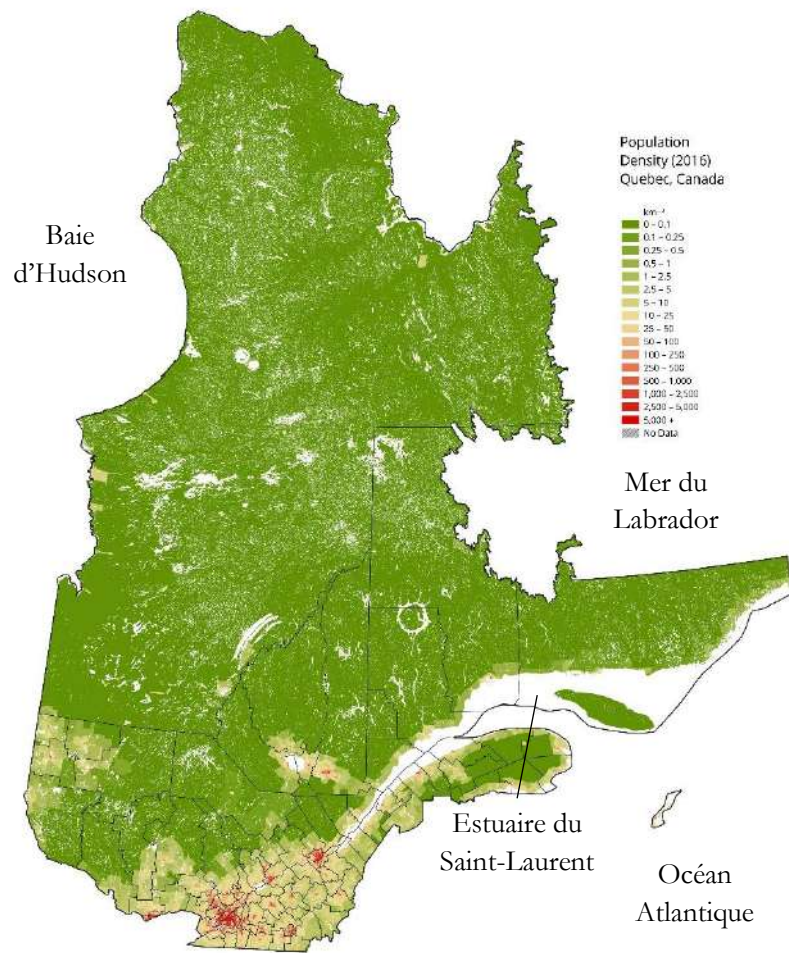 Population
Density (2016)
Quebec, Canada
km⁻²
0 – 0.1
0.1 – 0.25
0.25 – 0.5
0.5 – 1
1 – 2.5
2.5 – 5
5 – 10
10 – 25
25 – 50
50 – 100
100 – 250
250 – 500
500 – 1,000
1,000 – 2,500
2,500 – 5,000
5,000 +
No Data
Baie
d’Hudson
Mer du
Labrador
Estuaire du
Saint-Laurent
Océan
Atlantique